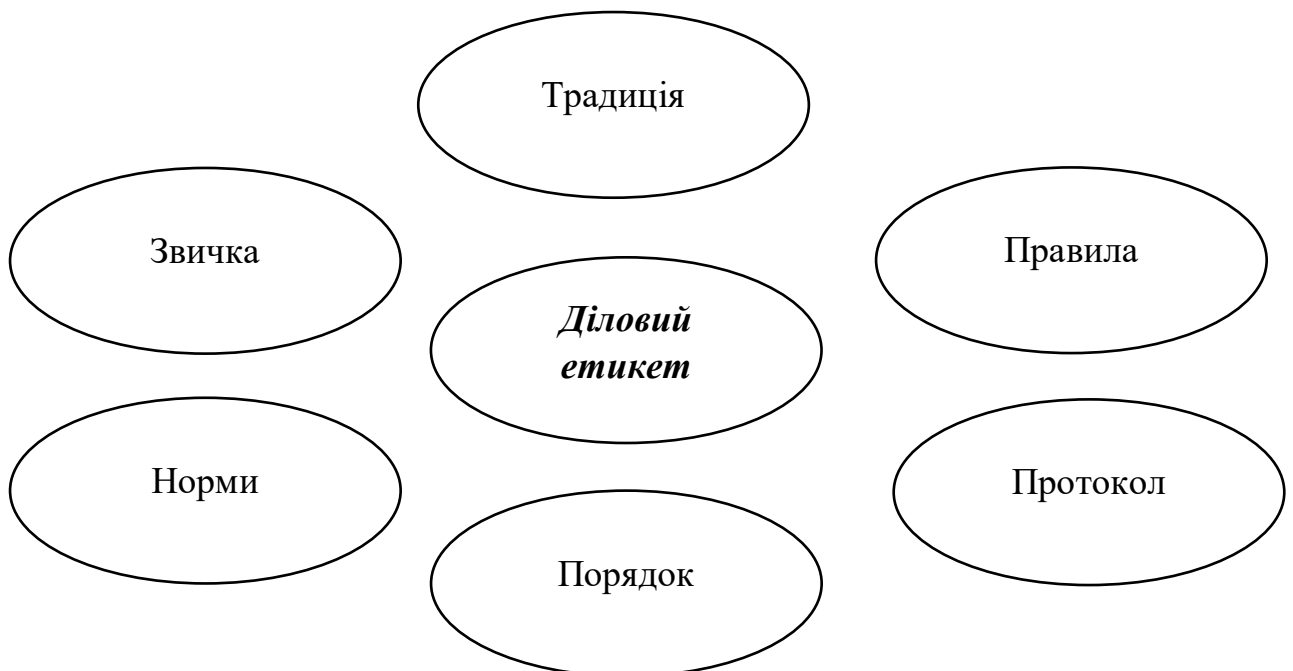 Традиція
Звичка
Правила
Діловий
етикет
Норми
Протокол
Порядок